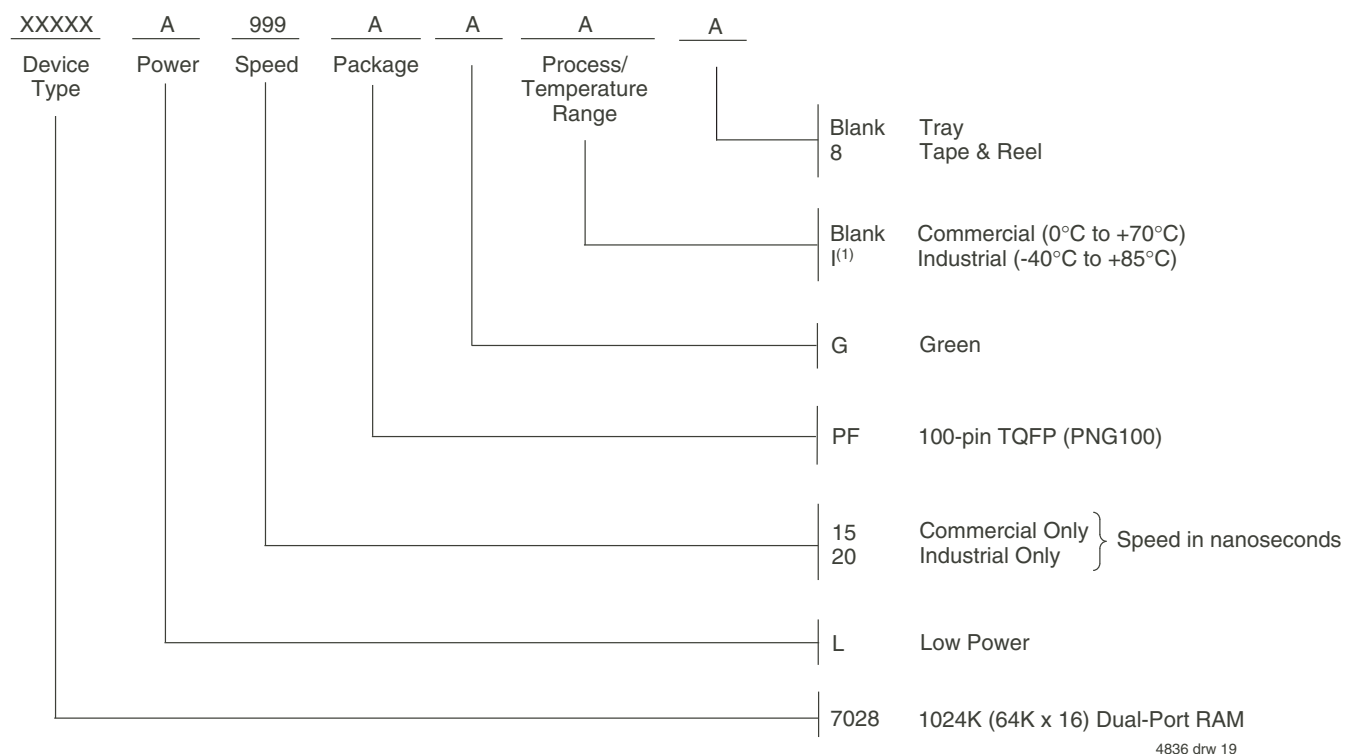 XXXXX A 999 A A A A
Device Type Power Speed Package Process/ Temperature Range
Blank Tray
8 Tape & Reel
Blank Commercial (0°C to +70°C)
I(1) Industrial (-40°C to +85°C)
G Green
PF 100-pin TQFP (PNG100)
15 Commercial Only
20 Industrial Only
Speed in nanoseconds
L Low Power
7028 1024K (64K x 16) Dual-Port RAM
4836 drw 19